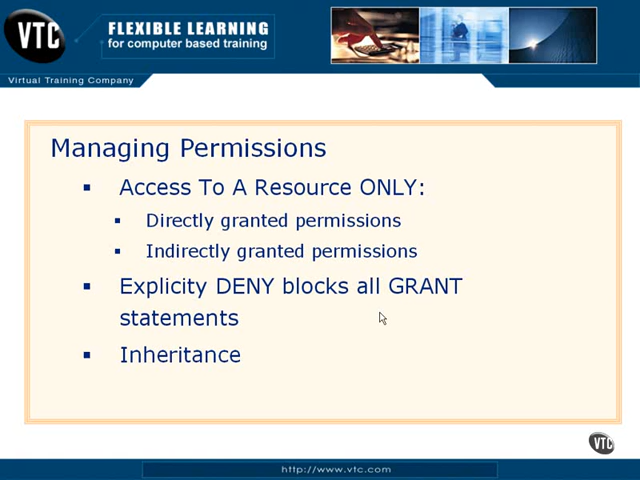 VTC
FLEXIBLE LEARNING
for computer based training
Virtual Training Company
Managing Permissions
Access To A Resource ONLY:
Directly granted permissions
Indirectly granted permissions
Explicity DENY blocks all GRANT
statements
Inheritance
VTC
http://www.vtc.com